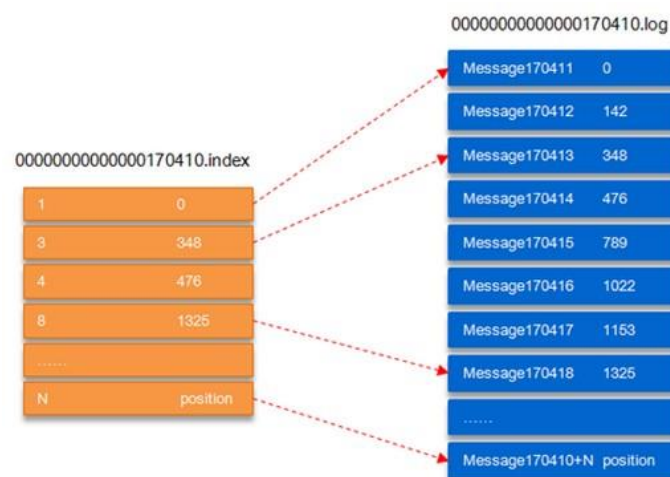 00000000000000170410.index
1 0
3 348
4 476
8 1325
......
N position
00000000000000170410.log
Message170411 0
Message170412 142
Message170413 348
Message170414 476
Message170415 789
Message170416 1022
Message170417 1153
Message170418 1325
......
Message170410+N position